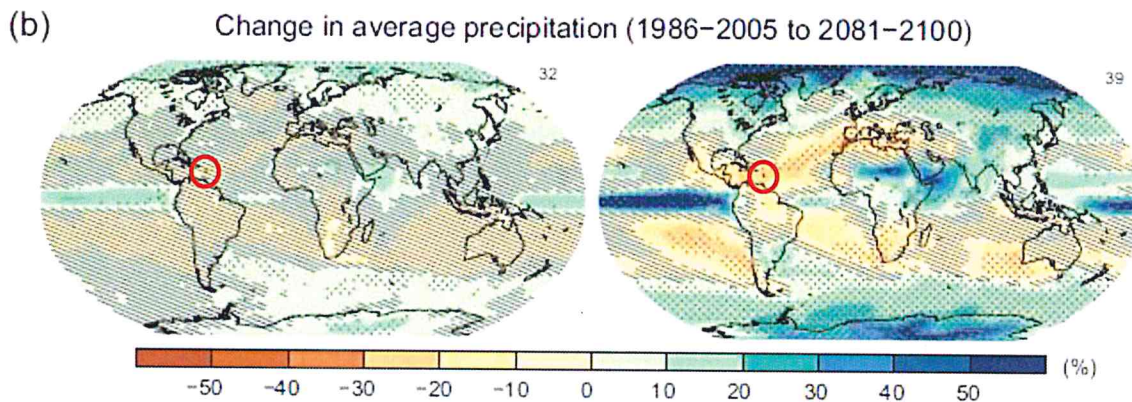 (b) Change in average precipitation (1986−2005 to 2081−2100)
32 39
−50 −40 −30 −20 −10 0 10 20 30 40 50 (%)